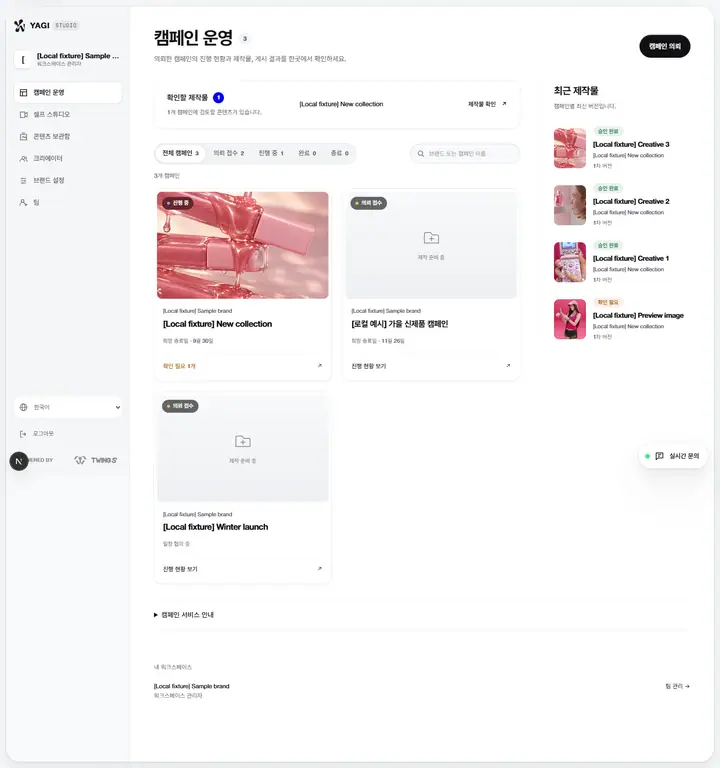 YAGI STUDIO
[
[Local fixture] Sample ...
워크스페이스 관리자
캠페인 운영
셀프 스튜디오
콘텐츠 보관함
크리에이터
브랜드 설정
팀
한국어
로그아웃
N
ERED BY
TWINGS
캠페인 운영 3
의뢰한 캠페인의 진행 현황과 제작물, 게시 결과를 한곳에서 확인하세요.
캠페인 의뢰
확인할 제작물 1
1개 캠페인에 검토할 콘텐츠가 있습니다.
[Local fixture] New collection
제작물 확인 ↗
전체 캠페인 3
의뢰 접수 2
진행 중 1
완료 0
종료 0
브랜드 또는 캠페인 이름
3개 캠페인
진행 중
[Local fixture] Sample brand
[Local fixture] New collection
희망 종료일 · 9월 30일
확인 필요 1개 ↗
의뢰 접수
제작 준비 중
[Local fixture] Sample brand
[로컬 예시] 가을 신제품 캠페인
희망 종료일 · 11월 26일
진행 현황 보기 ↗
의뢰 접수
제작 준비 중
[Local fixture] Sample brand
[Local fixture] Winter launch
일정 협의 중
진행 현황 보기 ↗
최근 제작물
캠페인별 최신 버전입니다.
승인 완료
[Local fixture] Creative 3
[Local fixture] New collection
1차 버전
승인 완료
[Local fixture] Creative 2
[Local fixture] New collection
1차 버전
승인 완료
[Local fixture] Creative 1
[Local fixture] New collection
1차 버전
확인 필요
[Local fixture] Preview image
[Local fixture] New collection
1차 버전
실시간 문의
▶ 캠페인 서비스 안내
내 워크스페이스
[Local fixture] Sample brand
워크스페이스 관리자
팀 관리 →